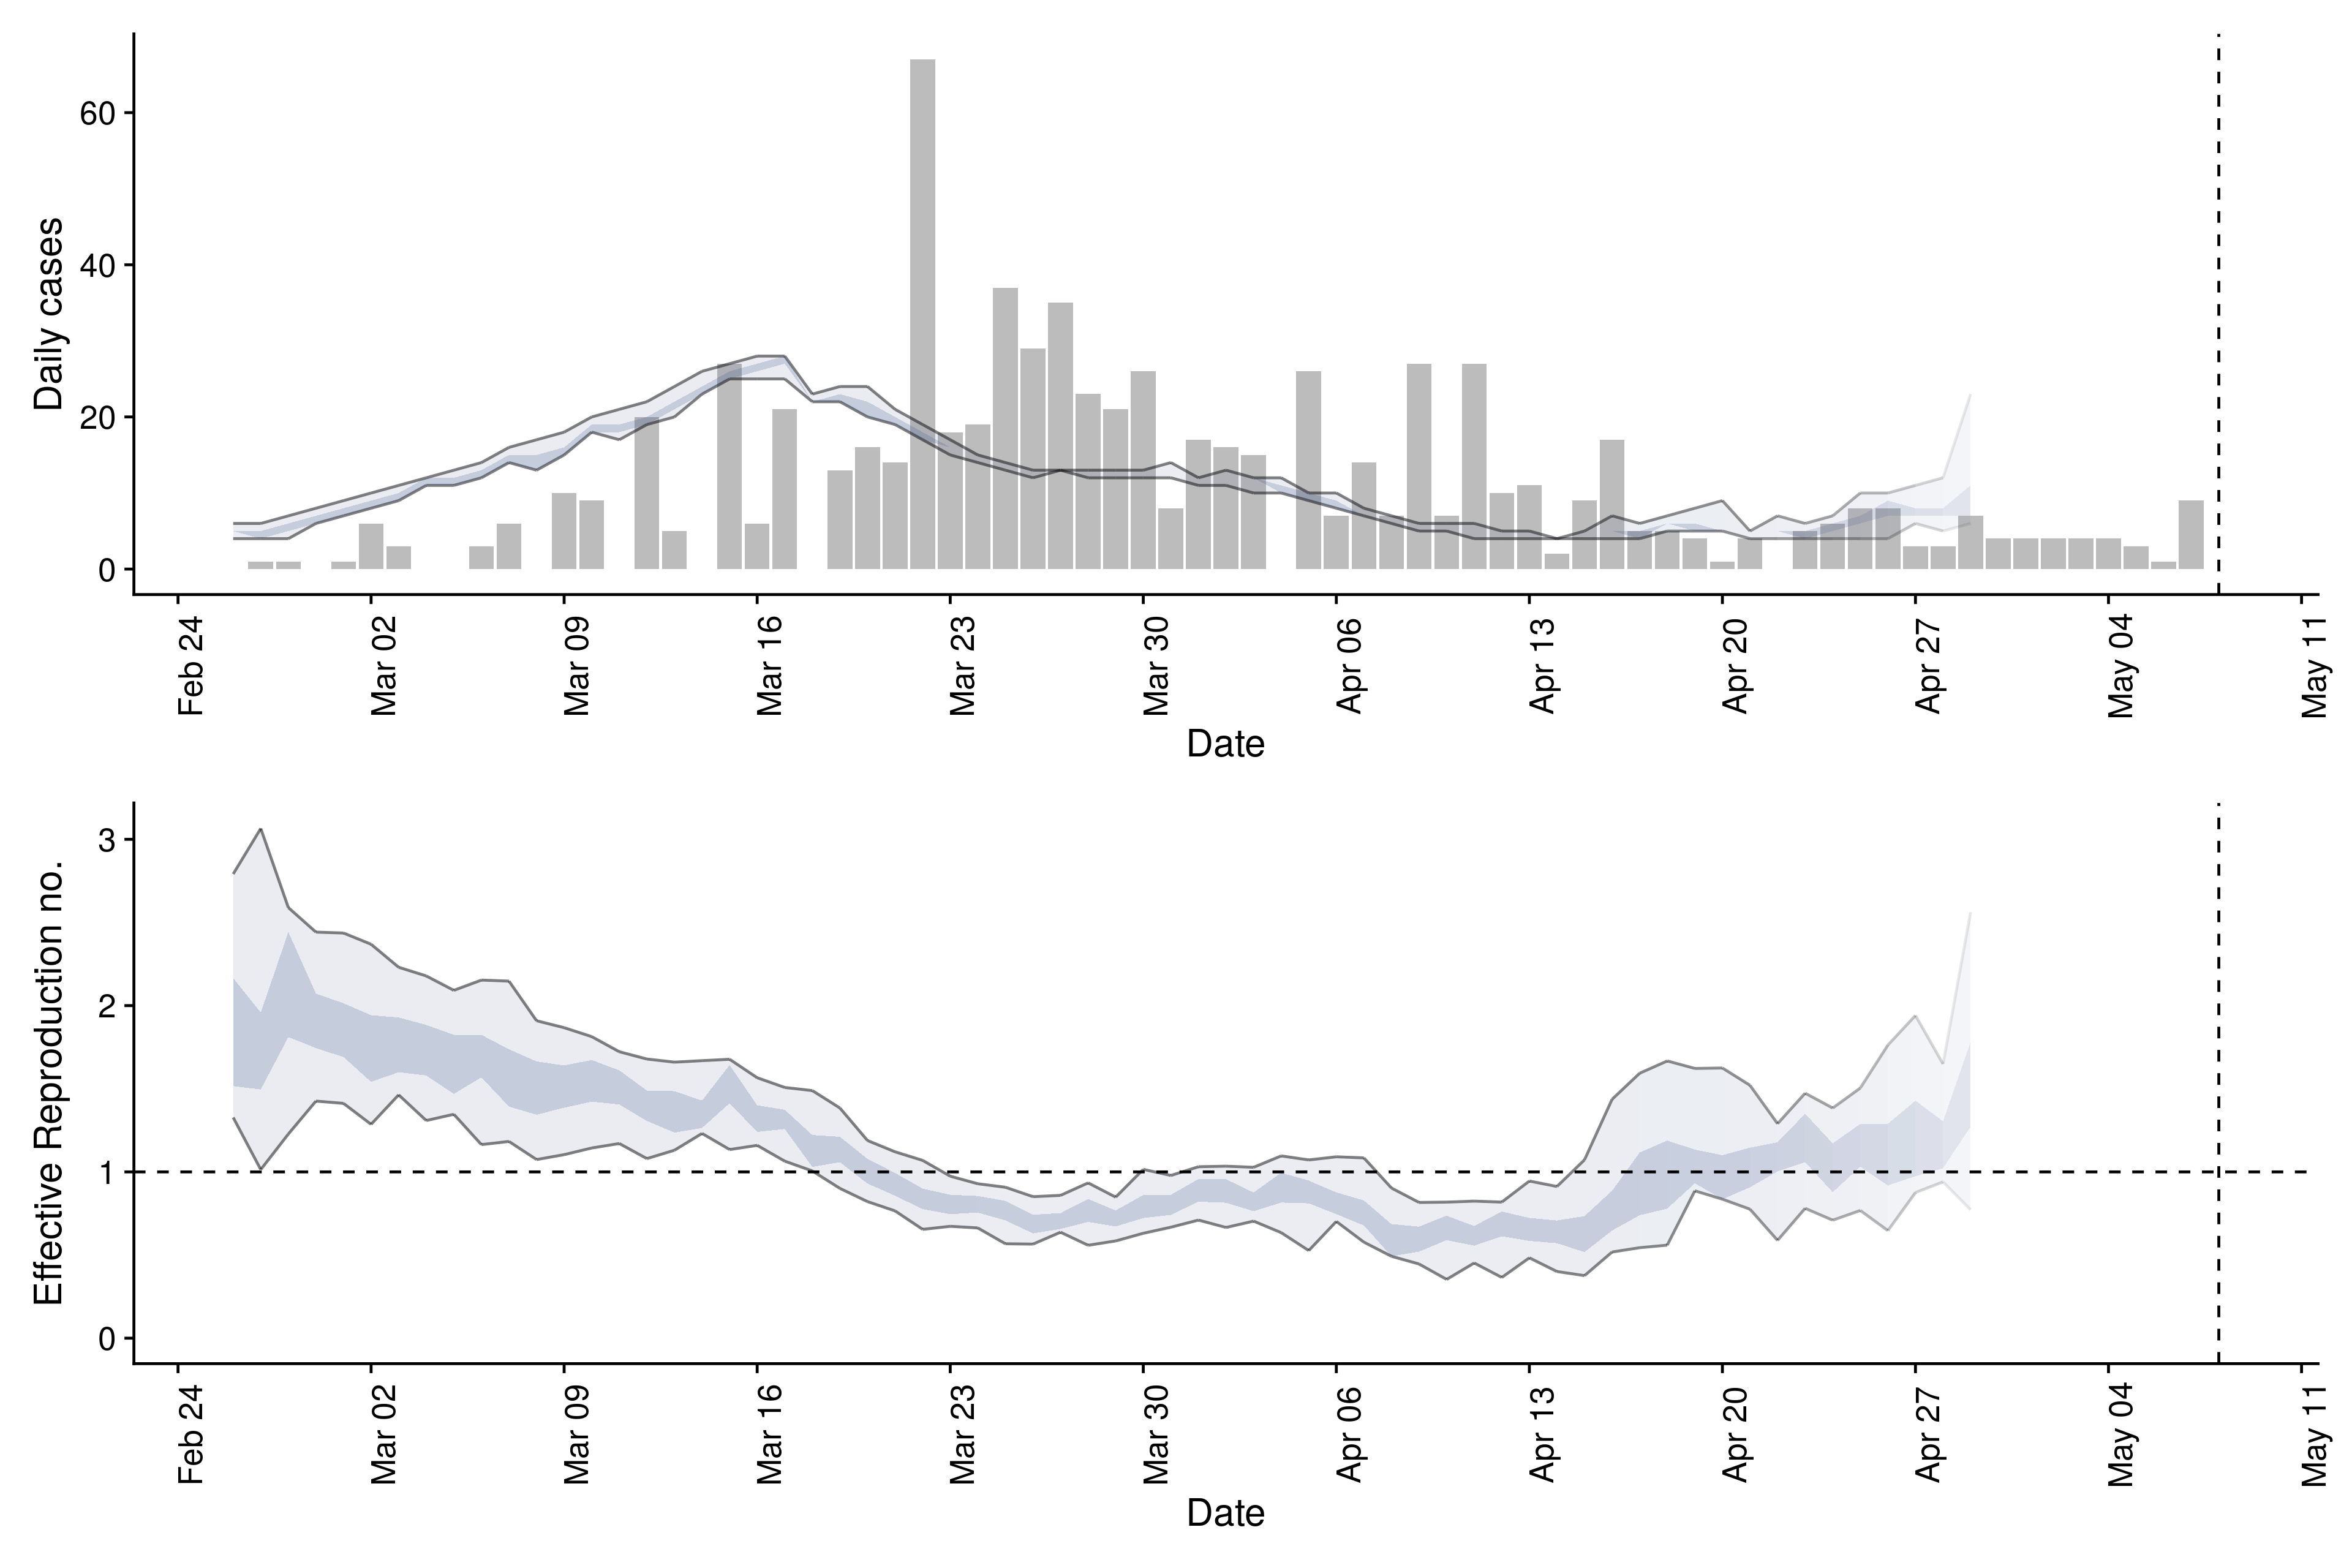 Daily cases
60
40
20
0
Feb 24
Mar 02
Mar 09
Mar 16
Mar 23
Mar 30
Apr 06
Apr 13
Apr 20
Apr 27
May 04
May 11
Date
Effective Reproduction no.
3
2
1
0
Feb 24
Mar 02
Mar 09
Mar 16
Mar 23
Mar 30
Apr 06
Apr 13
Apr 20
Apr 27
May 04
May 11
Date